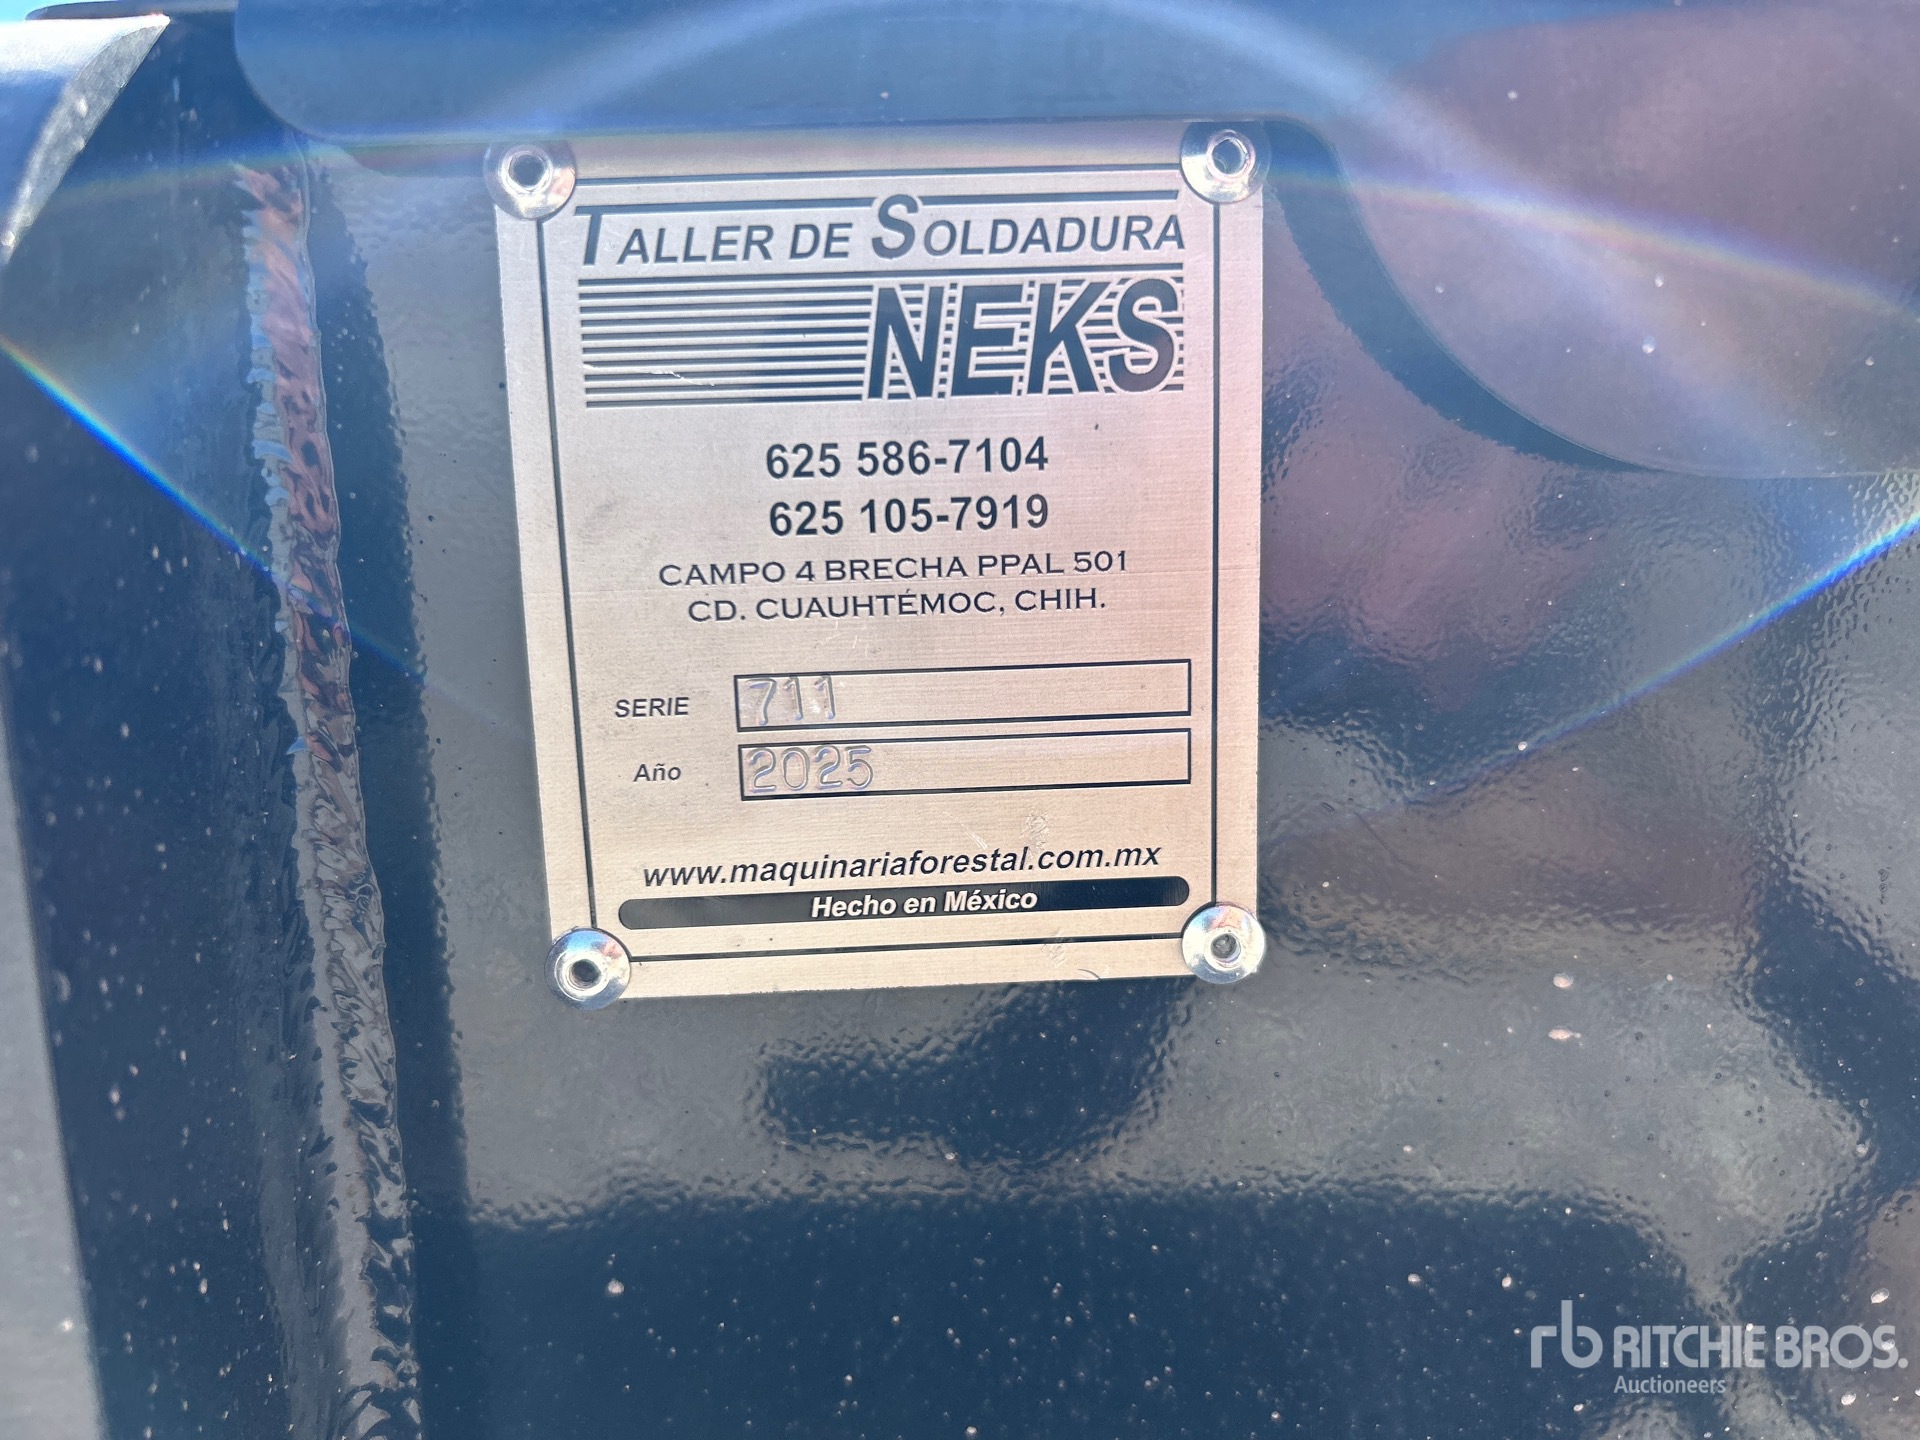 TALLER DE SOLDADURA
NEKS
625 586-7104
625 105-7919
CAMPO 4 BRECHA PPAL 501
CD. CUAUHTÉMOC, CHIH.
SERIE 711
Año 2025
www.maquinariaforestal.com.mx
Hecho en México
rb RITCHIE BROS.
Auctioneers